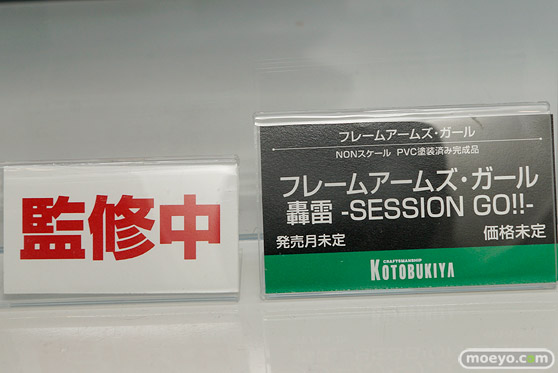 監修中
フレームアームズ・ガール
NONスケール PVC塗装済み完成品
フレームアームズ・ガール
轟雷 -SESSION GO!!-
発売月未定 価格未定
CRAFTSMANSHIP
KOTOBUKIYA
moeyo.com